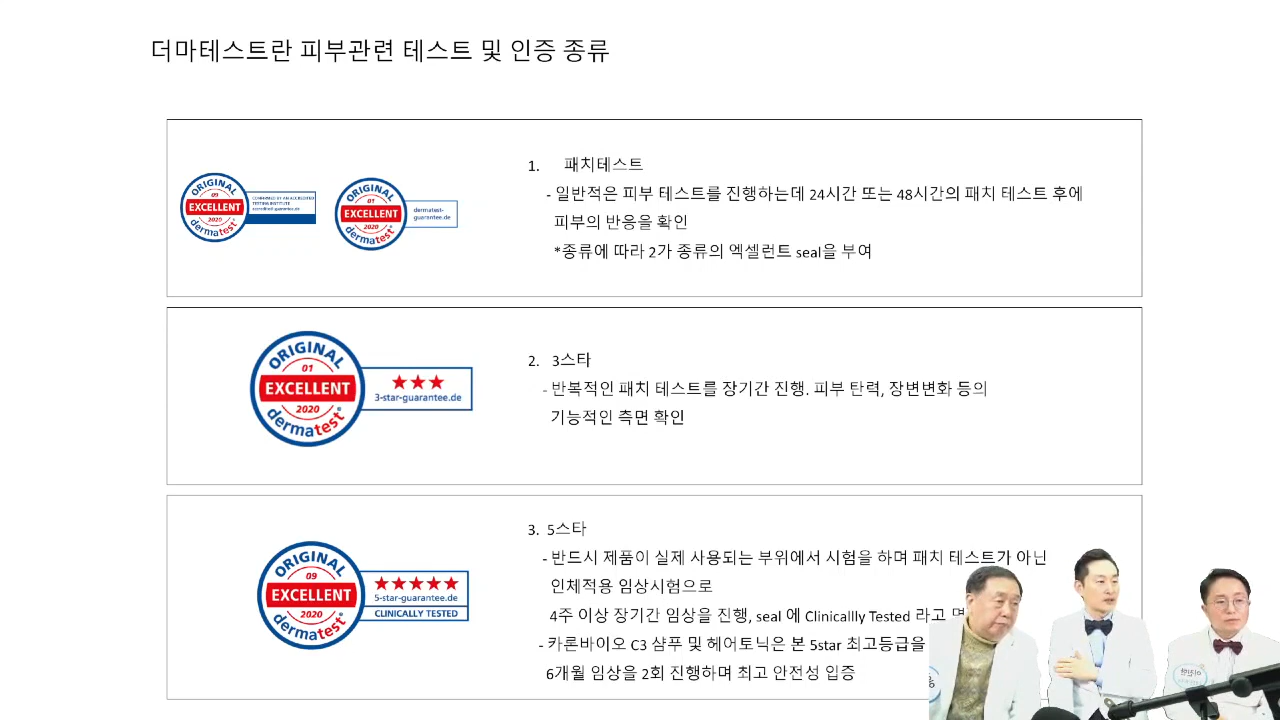 더마테스트란 피부관련 테스트 및 인증 종류
ORIGINAL
09
EXCELLENT
2020
dermatest®
CONFIRMED BY AN ACCREDITED
TESTING INSTITUTE
accredited-guarantee.de
ORIGINAL
01
EXCELLENT
2020
dermatest®
dermatest-
guarantee.de
1. 패치테스트
- 일반적은 피부 테스트를 진행하는데 24시간 또는 48시간의 패치 테스트 후에
피부의 반응을 확인
*종류에 따라 2가 종류의 엑셀런트 seal을 부여
ORIGINAL
01
EXCELLENT
2020
dermatest®
★★★
3-star-guarantee.de
2. 3스타
- 반복적인 패치 테스트를 장기간 진행. 피부 탄력, 장변변화 등의
기능적인 측면 확인
ORIGINAL
09
EXCELLENT
2020
dermatest®
★★★★★
5-star-guarantee.de
CLINICALLY TESTED
3. 5스타
- 반드시 제품이 실제 사용되는 부위에서 시험을 하며 패치 테스트가 아닌
인체적용 임상시험으로
4주 이상 장기간 임상을 진행, seal 에 Clinicallly Tested 라고
- 카론바이오 C3 샴푸 및 헤어토닉은 본 5star 최고등급을
6개월 임상을 2회 진행하며 최고 안전성 입증